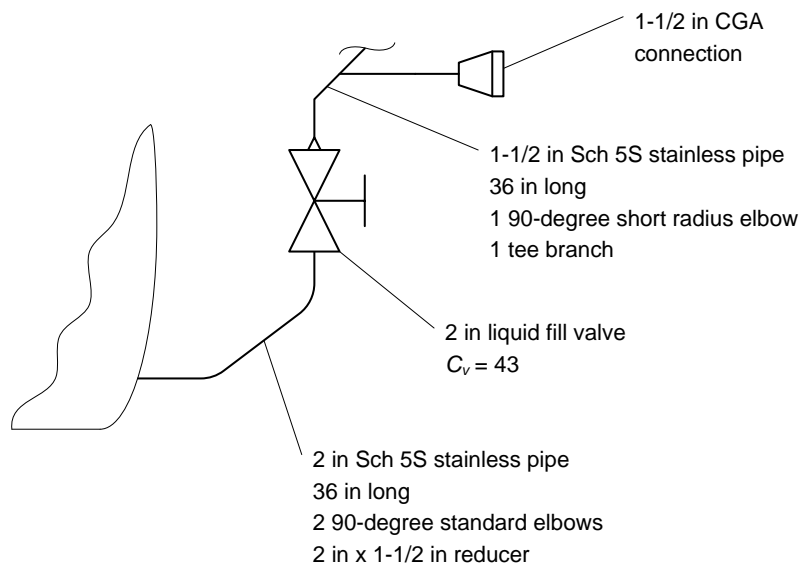 1-1/2 in CGA
connection
1-1/2 in Sch 5S stainless pipe
36 in long
1 90-degree short radius elbow
1 tee branch
2 in liquid fill valve
Cv = 43
2 in Sch 5S stainless pipe
36 in long
2 90-degree standard elbows
2 in x 1-1/2 in reducer